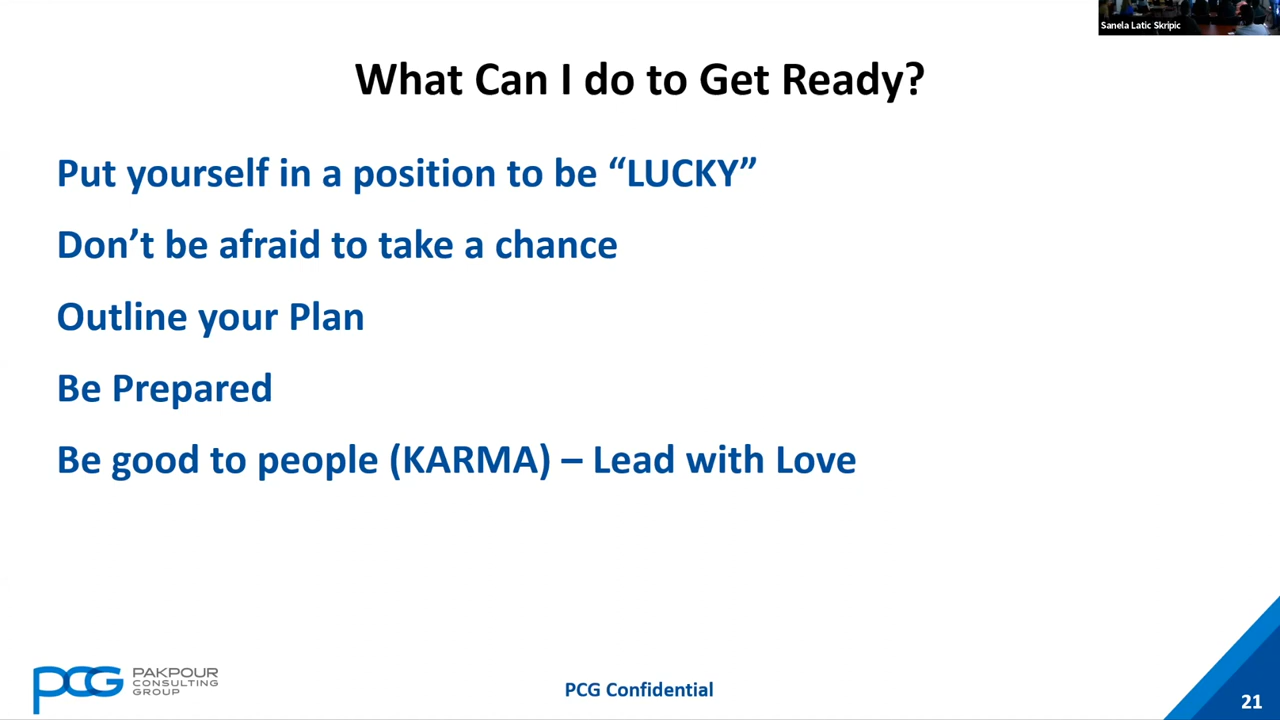 Sanela Latic Skripic
What Can I do to Get Ready?
Put yourself in a position to be “LUCKY”
Don’t be afraid to take a chance
Outline your Plan
Be Prepared
Be good to people (KARMA) – Lead with Love
PCG PAKPOUR
CONSULTING
GROUP
PCG Confidential
21